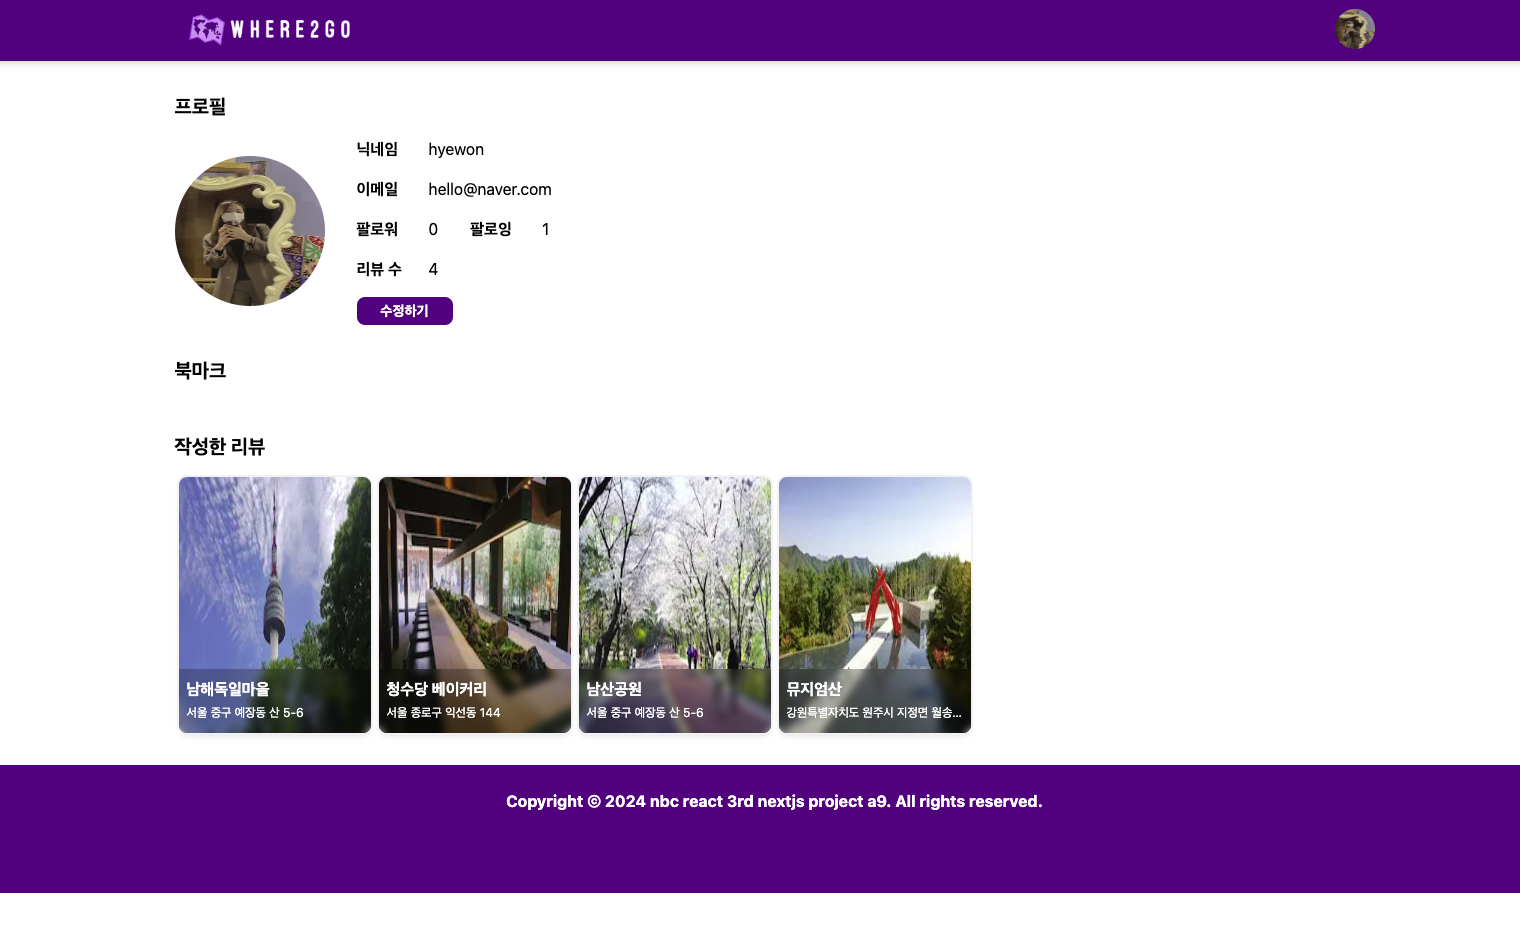 WHERE2GO
프로필
닉네임 hyewon
이메일 hello@naver.com
팔로워 0 팔로잉 1
리뷰 수 4
수정하기
북마크
작성한 리뷰
남해독일마을
서울 중구 예장동 산 5-6
청수당 베이커리
서울 종로구 익선동 144
남산공원
서울 중구 예장동 산 5-6
뮤지엄산
강원특별자치도 원주시 지정면 월송...
Copyright © 2024 nbc react 3rd nextjs project a9. All rights reserved.